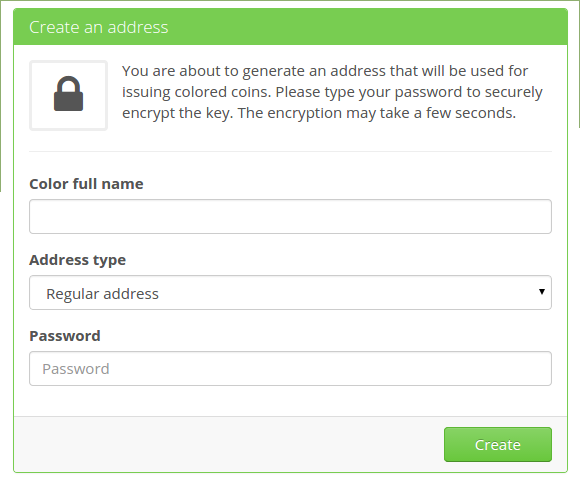 Create an address
You are about to generate an address that will be used for
issuing colored coins. Please type your password to securely
encrypt the key. The encryption may take a few seconds.
Color full name
Address type
Regular address
Password
Password
Create